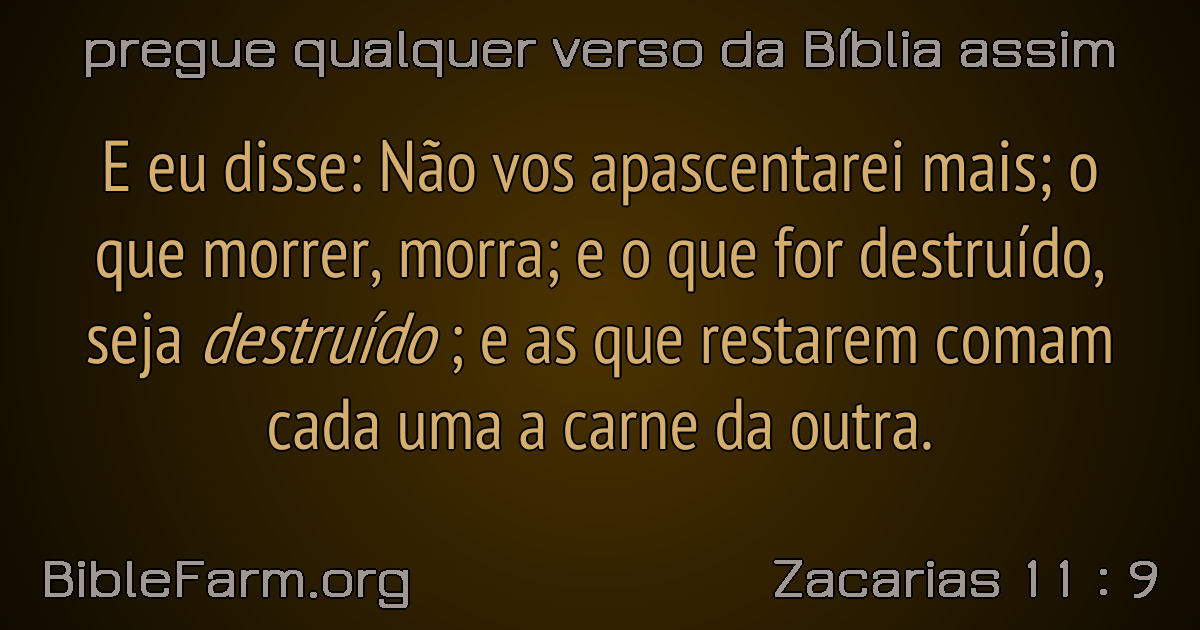 pregue qualquer verso da Bíblia assim
E eu disse: Não vos apascentarei mais; o
que morrer, morra; e o que for destruído,
seja destruído ; e as que restarem comam
cada uma a carne da outra.
BibleFarm.org
Zacarias 11 : 9